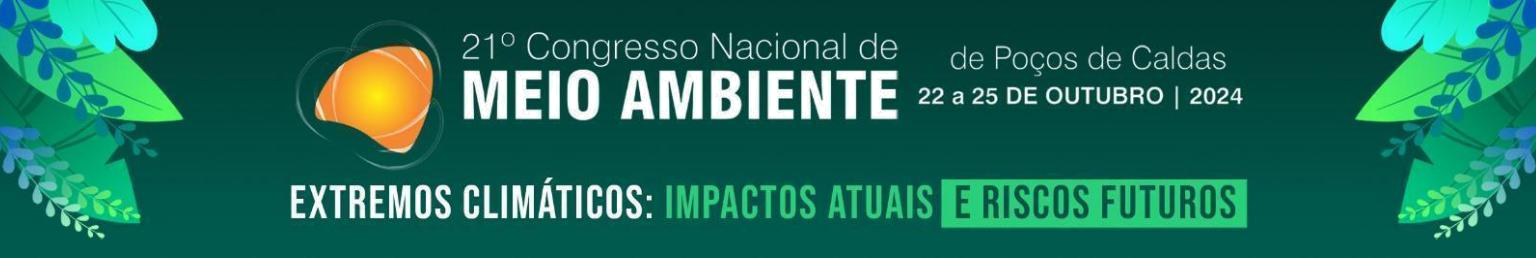 21º Congresso Nacional de
MEIO AMBIENTE
de Poços de Caldas
22 a 25 DE OUTUBRO | 2024
EXTREMOS CLIMÁTICOS: IMPACTOS ATUAIS E RISCOS FUTUROS